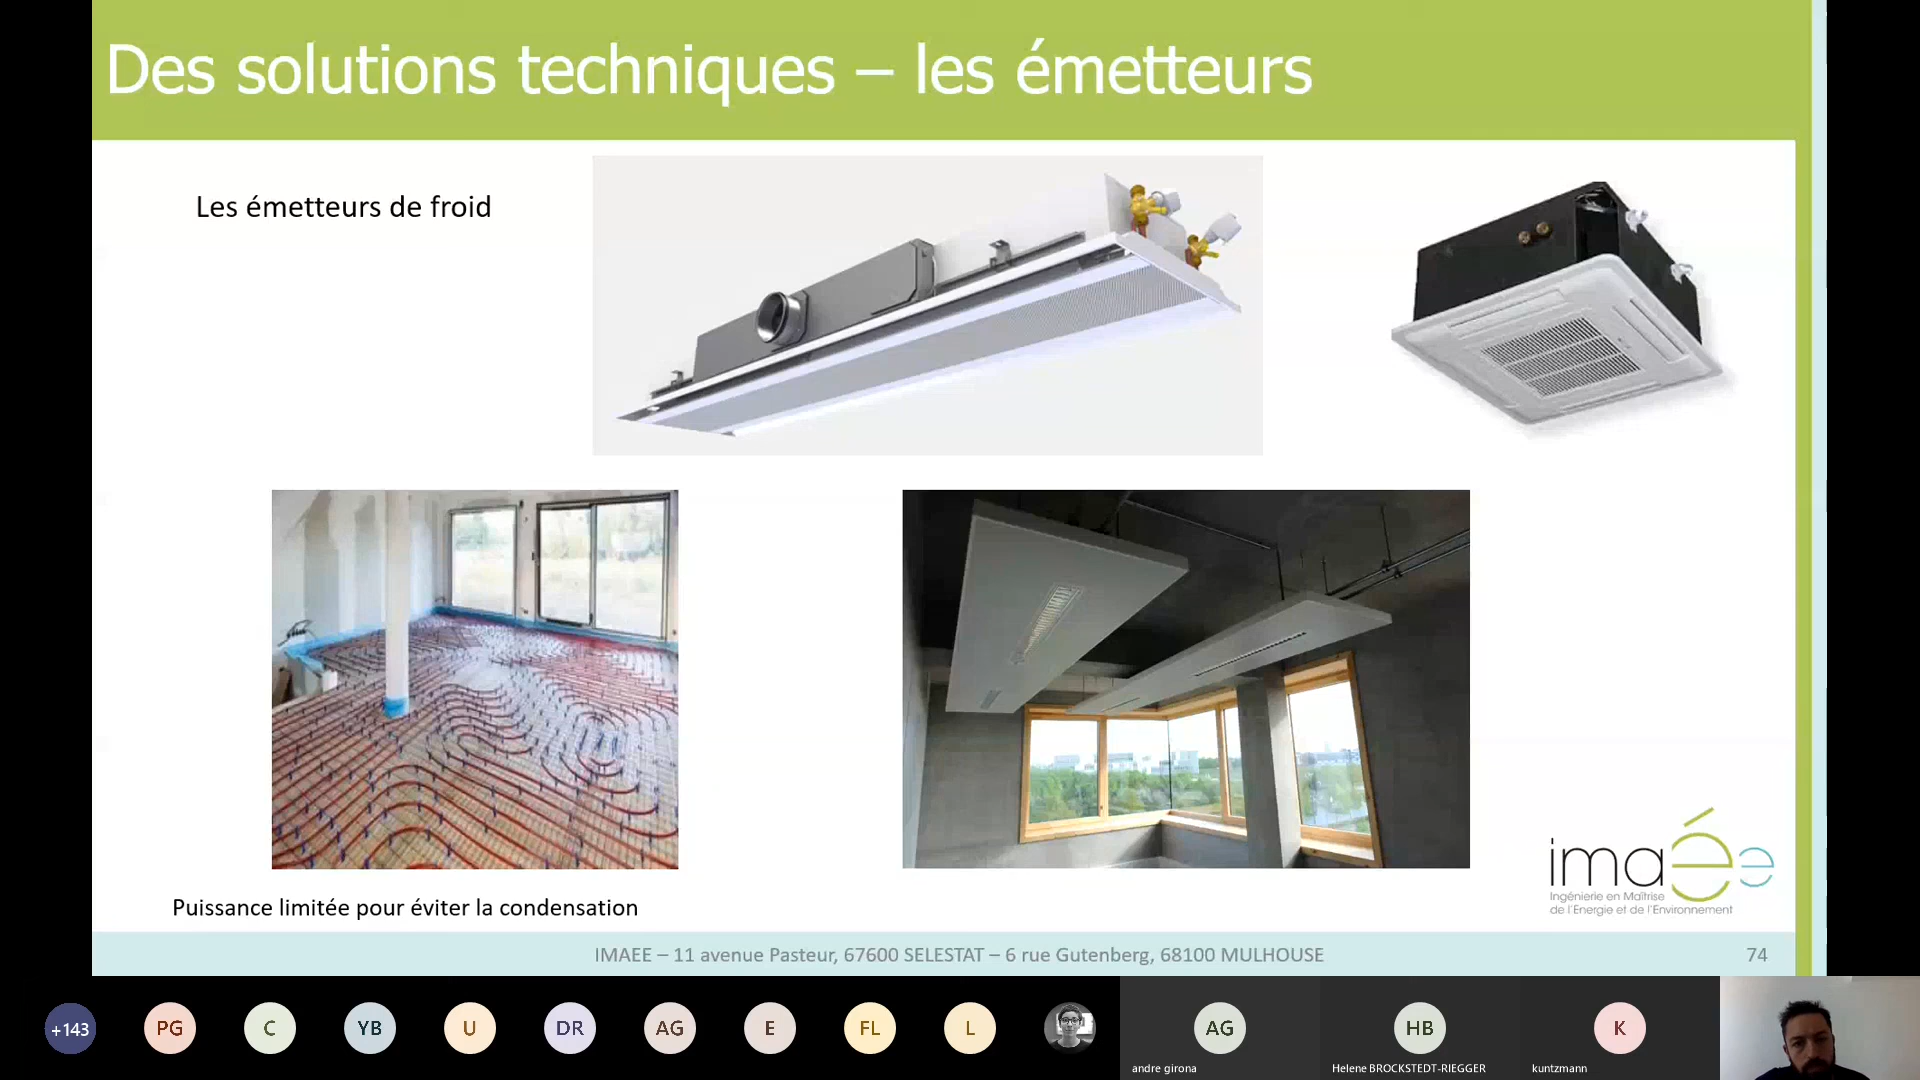 Des solutions techniques – les émetteurs
Les émetteurs de froid
Puissance limitée pour éviter la condensation
imaÉe
Ingénierie en Maîtrise
de l'Energie et de l'Environnement
IMAEE – 11 avenue Pasteur, 67600 SELESTAT – 6 rue Gutenberg, 68100 MULHOUSE
74
+143
PG
C
YB
U
DR
AG
E
FL
L
AG
HB
K
andre girona
Helene BROCKSTEDT-RIEGGER
kuntzmann